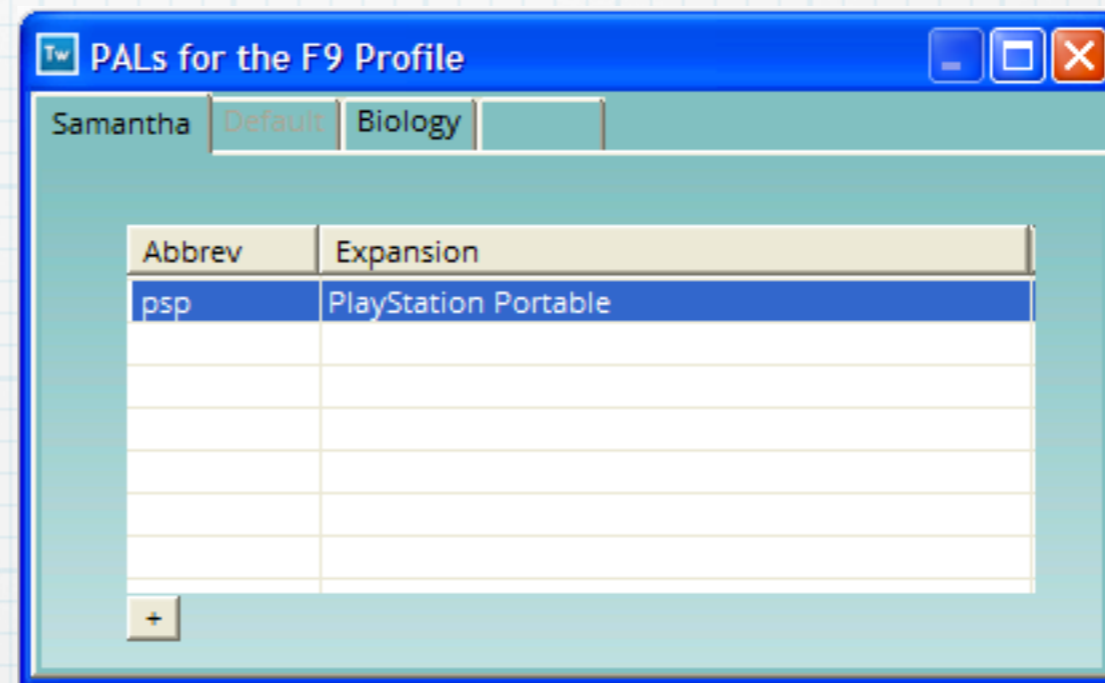 Tw PALs for the F9 Profile
Samantha Default Biology
Abbrev Expansion
psp PlayStation Portable
+